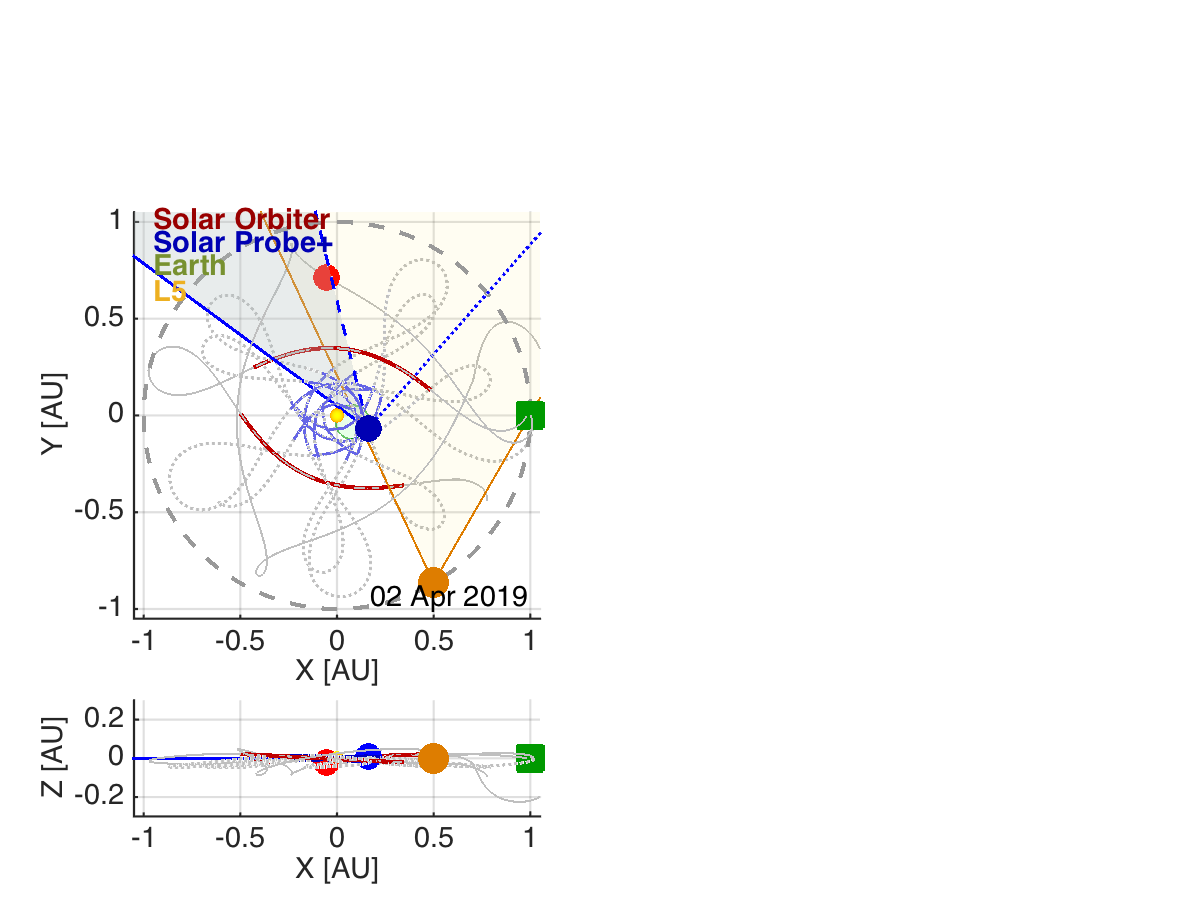 1
Solar Orbiter
Solar Probe+
Earth
L5
0.5
0
-0.5
-1
Y [AU]
02 Apr 2019
-1 -0.5 0 0.5 1
X [AU]
0.2
0
-0.2
Z [AU]
-1 -0.5 0 0.5 1
X [AU]